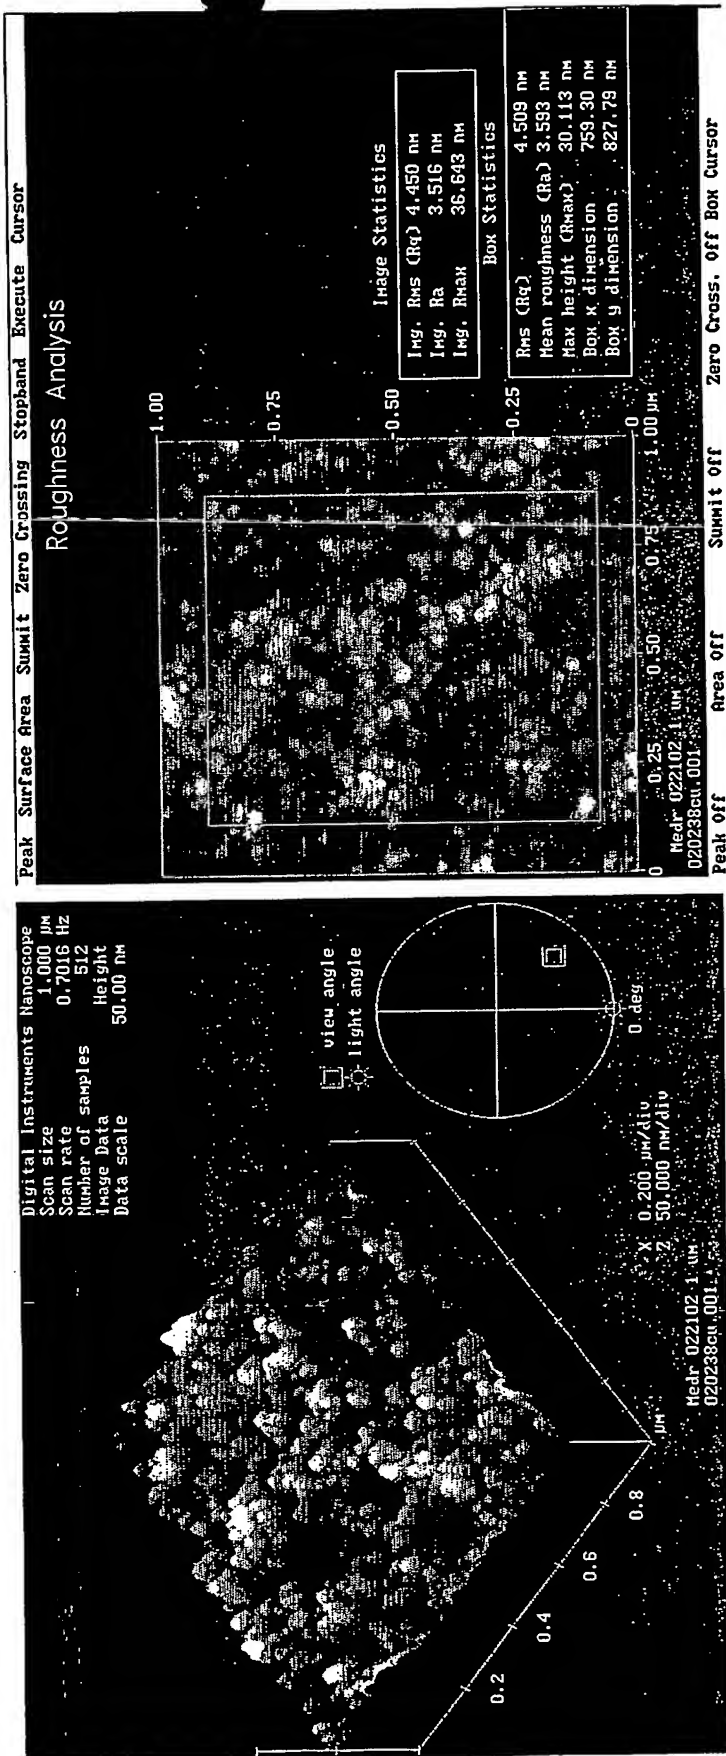 Digital Instruments Nanoscope
Scan size 1.000 µm
Scan rate 0.7016 Hz
Number of samples 512
Image Data Height
Data scale 50.00 nm
view angle
light angle
0 deg
X 0.200 µm/div
Z 50.000 nm/div
0.2
0.4
0.6
0.8
µm
Medr 022102 1 um
020238cu.001
Peak Surface Area Summit Zero Crossing Stopband Execute Cursor
Roughness Analysis
1.00
0.75
0.50
0.25
0
0 0.25 0.50 0.75 1.00 µm
Image Statistics
Img. Rms (Rq) 4.450 nm
Img. Ra 3.516 nm
Img. Rmax 36.643 nm
Box Statistics
Rms (Rq) 4.509 nm
Mean roughness (Ra) 3.593 nm
Max height (Rmax) 30.113 nm
Box x dimension 759.30 nm
Box y dimension 827.79 nm
Medr 022102 1 um
020238cu.001
Peak Off Area Off Summit Off Zero Cross. Off Box Cursor